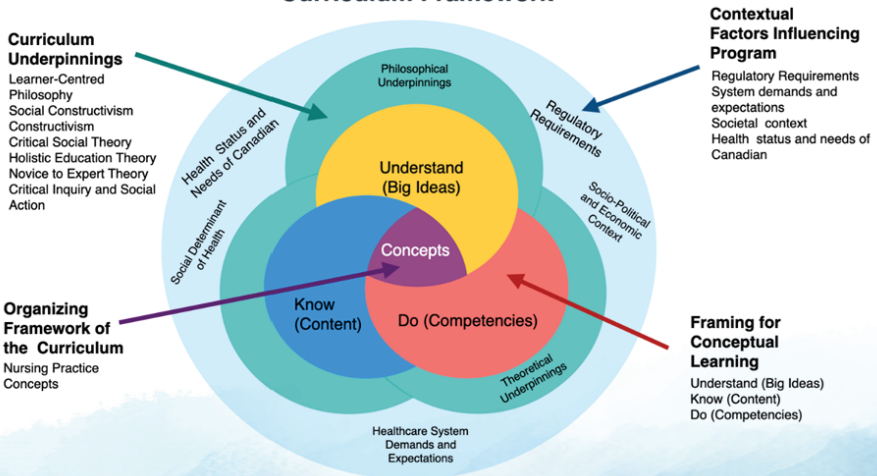 Curriculum Framework
Curriculum
Underpinnings
Learner-Centred
Philosophy
Social Constructivism
Constructivism
Critical Social Theory
Holistic Education Theory
Novice to Expert Theory
Critical Inquiry and Social
Action
Contextual
Factors Influencing
Program
Regulatory Requirements
System demands and
expectations
Societal context
Health status and needs of
Canadian
Philosophical
Underpinnings
Health Status and
Needs of Canadian
Regulatory
Requirements
Understand
(Big Ideas)
Social Determinant
of Health
Socio-Political
and Economic
Context
Concepts
Know
(Content)
Do (Competencies)
Theoretical
Underpinnings
Healthcare System
Demands and
Expectations
Organizing
Framework of
the Curriculum
Nursing Practice
Concepts
Framing for
Conceptual
Learning
Understand (Big Ideas)
Know (Content)
Do (Competencies)